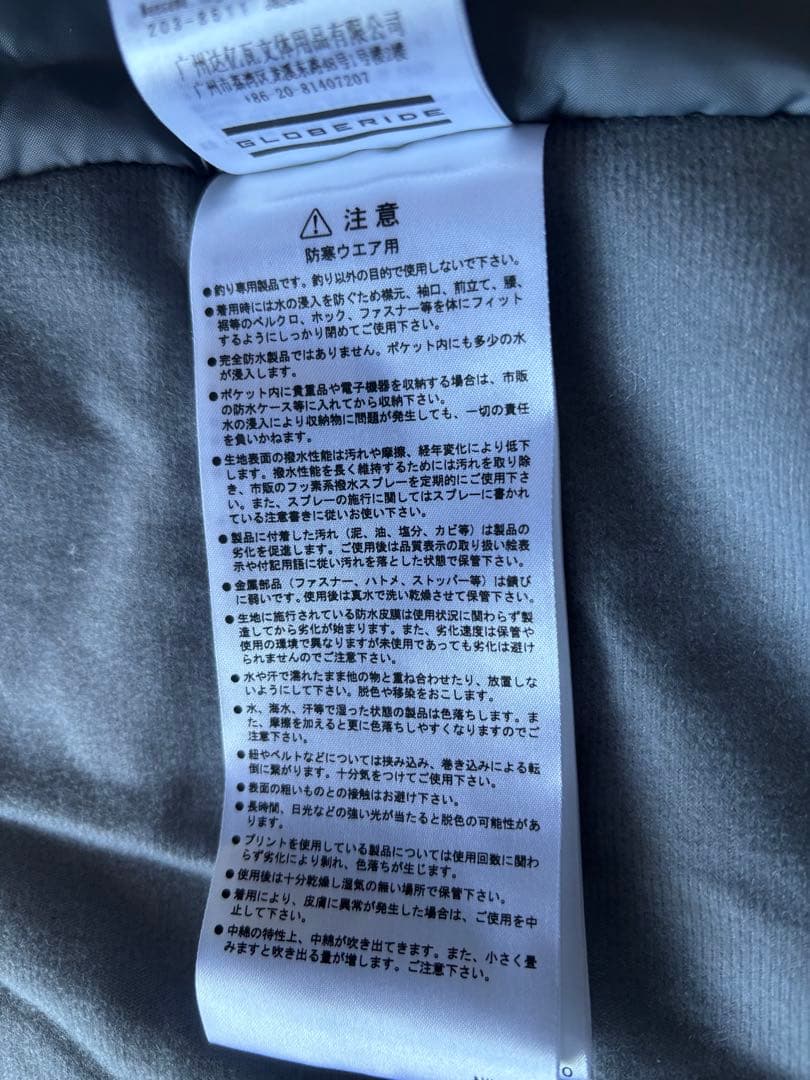 203-8511
广州达亿瓦文体用品有限公司
+86-20-81407207
GLOBERIDE
注意
防寒ウエア用
●釣り専用製品です。釣り以外の目的で使用しないで下さい。
●着用時には水の浸入を防ぐため襟元、袖口、前立て、腰、
裾等のベルクロ、ホック、ファスナー等を体にフィット
するようにしっかり閉めてご使用下さい。
●完全防水製品ではありません。ポケット内にも多少の水
が浸入します。
●ポケット内に貴重品や電子機器を収納する場合は、市販
の防水ケース等に入れてから収納下さい。
水の浸入により収納物に問題が発生しても、一切の責任
を負いかねます。
●生地表面の撥水性能は汚れや摩擦、経年変化により低下
します。撥水性能を長く維持するためには汚れを取り除
き、市販のフッ素系撥水スプレーを定期的にご使用下さ
い。また、スプレーの施行に関してはスプレーに書かれ
ている注意書きに従いお使い下さい。
●製品に付着した汚れ（泥、油、塩分、カビ等）は製品の
劣化を促進します。ご使用後は品質表示の取り扱い絵表
示や付記用語に従い汚れを落とした状態で保管下さい。
●金属部品（ファスナー、ハトメ、ストッパー等）は錆び
に弱いです。使用後は真水で洗い乾燥させて保管下さい。
●生地に施行されている防水皮膜は使用状況に関わらず製
造してから劣化が始まります。また、劣化速度は保管や
使用の環境で異なりますが未使用であっても劣化は避け
られませんのでご注意下さい。
●水や汗で濡れたまま他の物と重ね合わせたり、放置しな
いようにして下さい。脱色や移染をおこします。
●水、海水、汗等で湿った状態の製品は色落ちします。ま
た、摩擦を加えると更に色落ちしやすくなりますのでご
注意下さい。
●紐やベルトなどについては挟み込み、巻き込みによる転
倒に繋がります。十分気をつけてご使用下さい。
●表面の粗いものとの接触はお避け下さい。
●長時間、日光などの強い光が当たると脱色の可能性があ
ります。
●プリントを使用している製品については使用回数に関わ
らず劣化により剥れ、色落ちが生じます。
●使用後は十分乾燥し湿気の無い場所で保管下さい。
●着用により、皮膚に異常が発生した場合は、ご使用を中
止して下さい。
●中綿の特性上、中綿が吹き出てきます。また、小さく畳
みますと吹き出る量が増します。ご注意下さい。